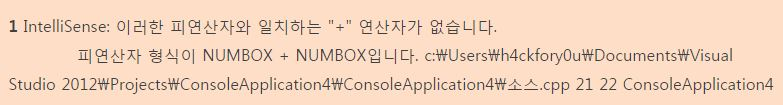 1 IntelliSense: 이러한 피연산자와 일치하는 "+" 연산자가 없습니다.
피연산자 형식이 NUMBOX + NUMBOX입니다. c:₩Users₩h4ckfory0u₩Documents₩Visual
Studio 2012₩Projects₩ConsoleApplication4₩ConsoleApplication4₩소스.cpp 21 22 ConsoleApplication4